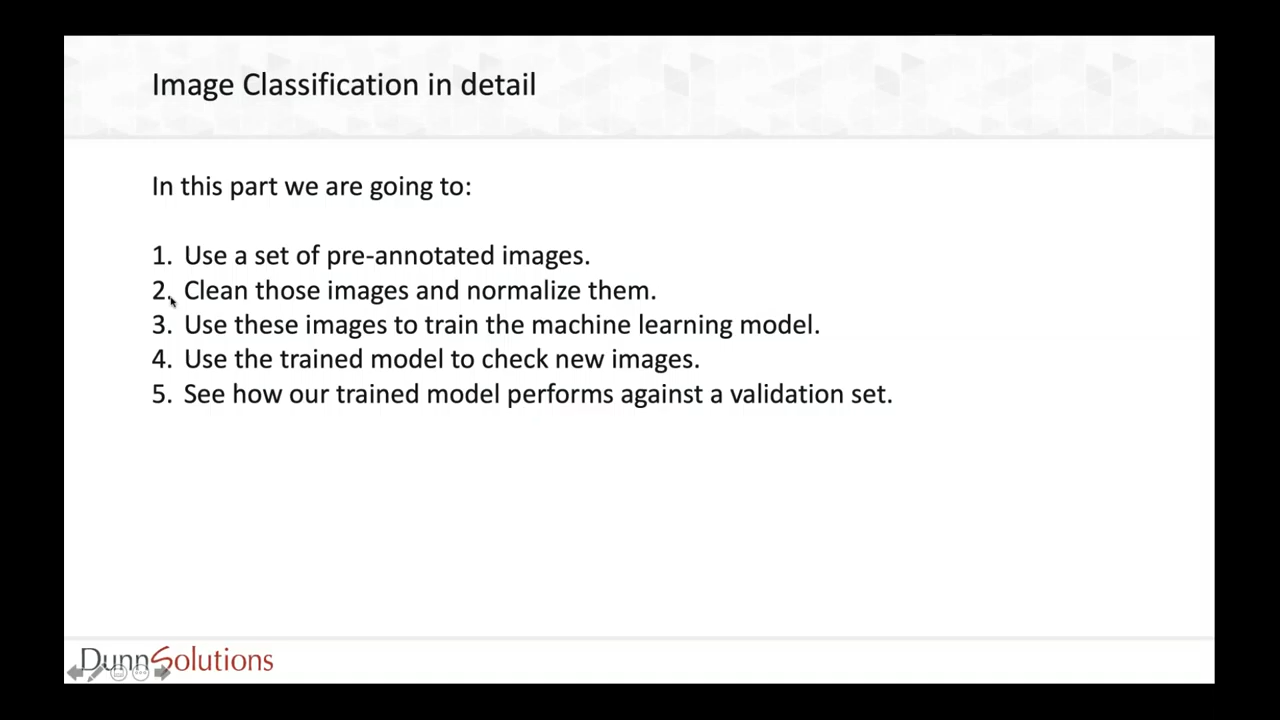 Image Classification in detail
In this part we are going to:
1. Use a set of pre-annotated images.
2. Clean those images and normalize them.
3. Use these images to train the machine learning model.
4. Use the trained model to check new images.
5. See how our trained model performs against a validation set.
DunnSolutions